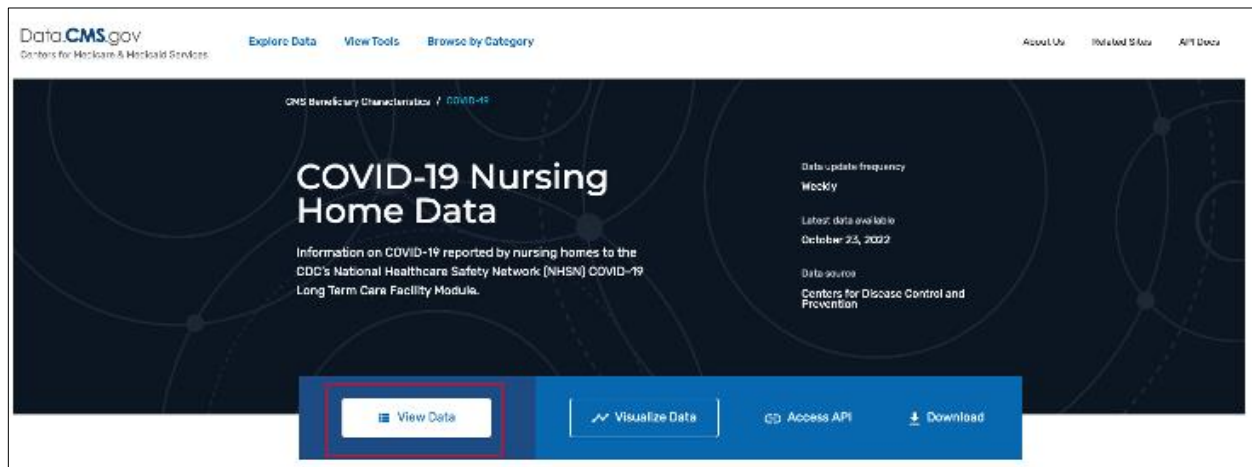 Data.CMS.gov
Centers for Medicare & Medicaid Services
Explore Data View Tools Browse by Category
About Us Related Sites API Docs
CMS Beneficiary Characteristics / COVID-19
COVID-19 Nursing
Home Data
Information on COVID-19 reported by nursing homes to the
CDC's National Healthcare Safety Network (NHSN) COVID-19
Long Term Care Facility Module.
Data update frequency
Weekly
Latest data available
October 23, 2022
Data source
Centers for Disease Control and
Prevention
View Data
Visualize Data
Access API
Download